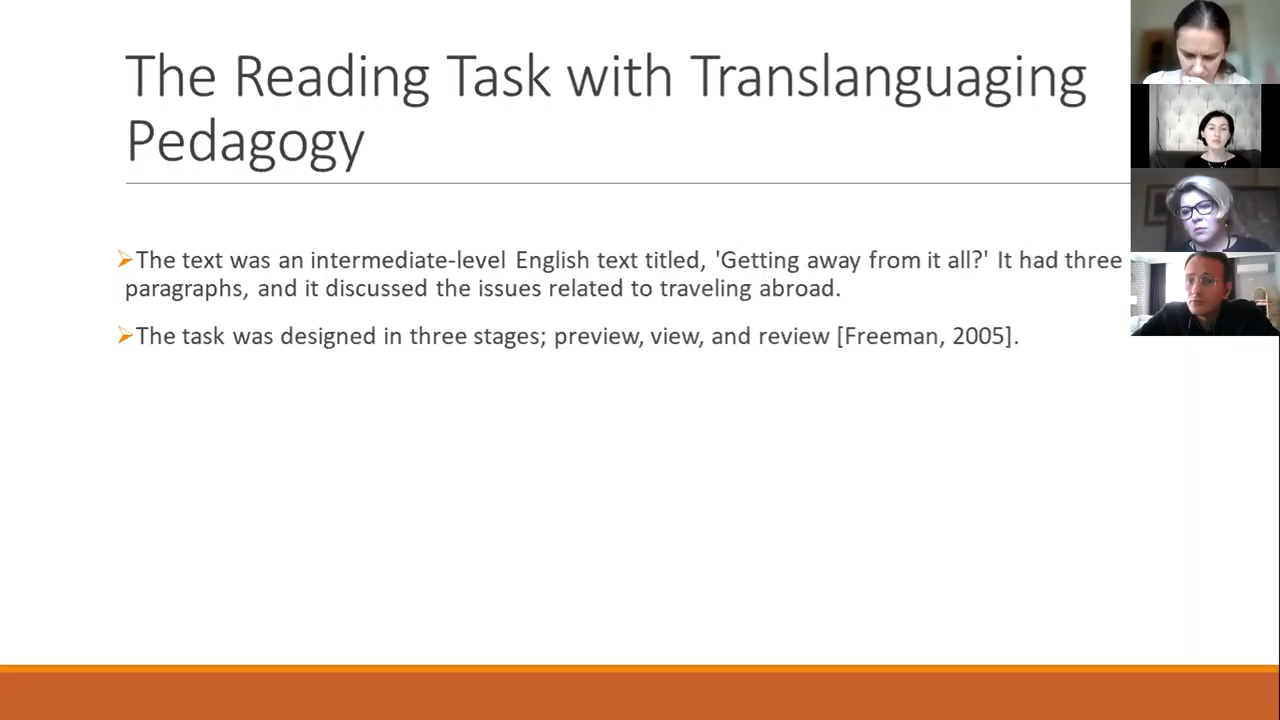 The Reading Task with Translanguaging
Pedagogy
The text was an intermediate-level English text titled, 'Getting away from it all?' It had three
paragraphs, and it discussed the issues related to traveling abroad.
The task was designed in three stages; preview, view, and review [Freeman, 2005].